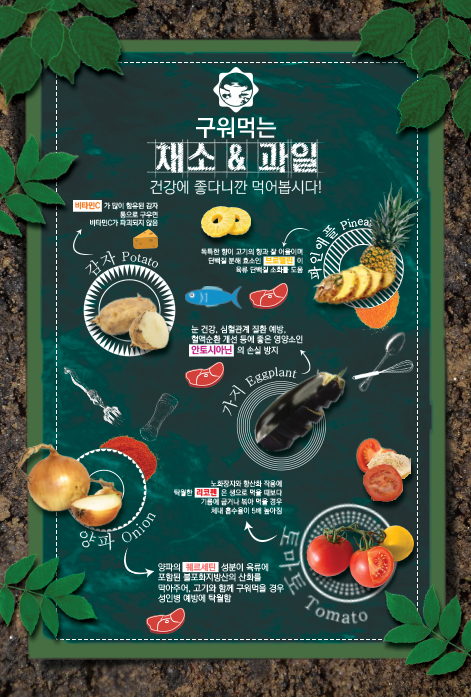 구워먹는
채소 & 과일
건강에 좋다니깐 먹어봅시다!
비타민C 가 많이 함유된 감자
통으로 구우면
비타민C가 파괴되지 않음
감자 Potato
독특한 향이 고기의 향과 잘 어울이며
단백질 분해 효소인 브로멜린 이
육류 단백질 소화를 도움
파인애플 Pineapple
눈 건강, 심혈관계 질환 예방,
혈액순환 개선 등에 좋은 영양소인
안토시아닌 의 손실 방지
가지 Eggplant
노화장지와 항산화 작용에
탁월한 리코펜 은 생으로 먹을 때보다
기름에 굽거나 볶아 먹을 경우
체내 흡수율이 5배 높아짐
토마토 Tomato
양파 Onion
양파의 퀘르세틴 성분이 육류에
포함된 불포화지방산의 산화를
막아주어, 고기와 함께 구워먹을 경우
성인병 예방에 탁월함